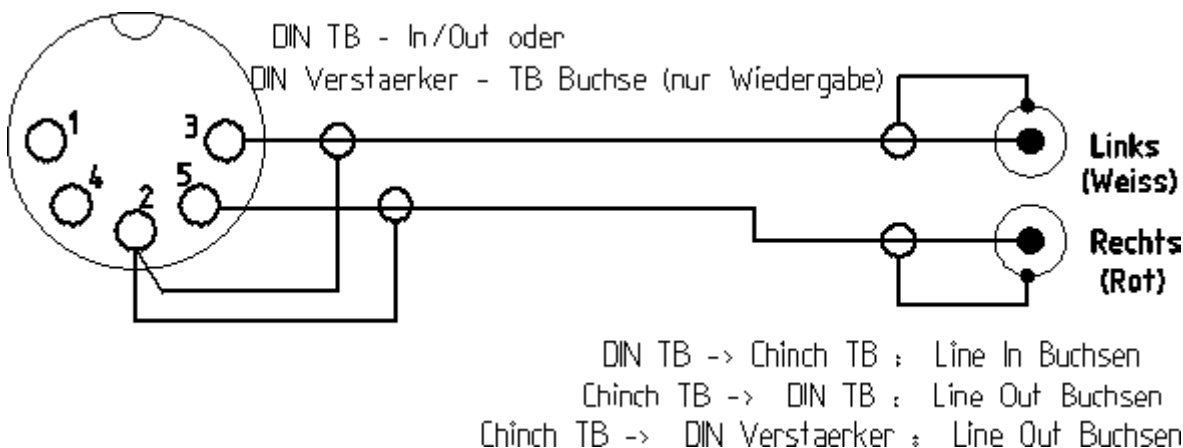 DIN TB - In/Out oder
DIN Verstaerker - TB Buchse (nur Wiedergabe)
1
3
4
2
5
Links
(Weiss)
Rechts
(Rot)
DIN TB -> Chinch TB : Line In Buchsen
Chinch TB -> DIN TB : Line Out Buchsen
Chinch TB -> DIN Verstaerker : Line Out Buchsen